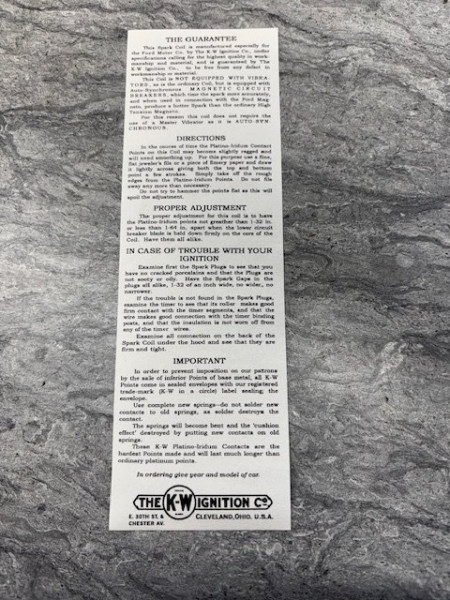 THE GUARANTEE
This Spark Coil is manufactured especially for
the Ford Motor Co. by The K-W Ignition Co., under
specifications calling for the highest quality in work-
manship and material, and is guaranteed by The
K-W Ignition Co., to be free from any defect in
workmanship or material.
This Coil is NOT EQUIPPED WITH VIBRA-
TORS, as is the ordinary Coil, but is equipped with
Auto-Synchronous MAGNETIC CIRCUIT
BREAKERS, which time the spark more accurately,
and when used in connection with the Ford Mag-
neto, produce a better Spark than the ordinary High
Tension Magneto.
For this reason this coil does not require the
use of a Master Vibrator as it is AUTO-SYN-
CHRONOUS.
DIRECTIONS
In the course of time the Platino-Iridium Contact
Points on this Coil may become slightly ragged and
will need smoothing up. For this purpose use a fine,
flat jeweler's file or a piece of Emery paper and draw
it lightly across giving both the top and bottom
point a few strokes. Simply take off the rough
edges from the Platino-Iridium Points. Do not file
away any more than necessary.
Do not try to hammer the points flat as this will
spoil the adjustment.
PROPER ADJUSTMENT
The proper adjustment for this coil is to have
the Platino-Iridium points not greather than 1-32 in.
or less than 1-64 in. apart when the lower circuit
breaker blade is held down firmly on the core of the
Coil. Have them all alike.
IN CASE OF TROUBLE WITH YOUR
IGNITION
Examine first the Spark Plugs to see that you
have no cracked porcelains and that the Plugs are
not sooty or oily. Have the Spark Gaps in the
plugs all alike, 1-32 of an inch wide, no wider, no
narrower.
If the trouble is not found in the Spark Plugs,
examine the timer to see that its roller makes good
firm contact with the timer segments, and that the
wire makes good connection with the timer binding
posts, and that the insulation is not worn off from
any of the timer wires.
Examine all connection on the back of the
Spark Coil under the hood and see that they are
firm and tight.
IMPORTANT
In order to prevent imposition on our patrons
by the sale of inferior Points of base metal, all K-W
Points come in sealed envelopes with our registered
trade-mark (K-W in a circle) label sealing the
envelope.
Use complete new springs—do not solder new
contacts to old springs, as solder destroys the
contact.
The springs will become bent and the 'cushion
effect' destroyed by putting new contacts on old
springs.
These K-W Platino-Iridium Contacts are the
hardest Points made and will last much longer than
ordinary platinum points.
In ordering give year and model of car.
THE K-W IGNITION Co
E. 30TH ST. &
CHESTER AV.
CLEVELAND, OHIO, U.S.A.